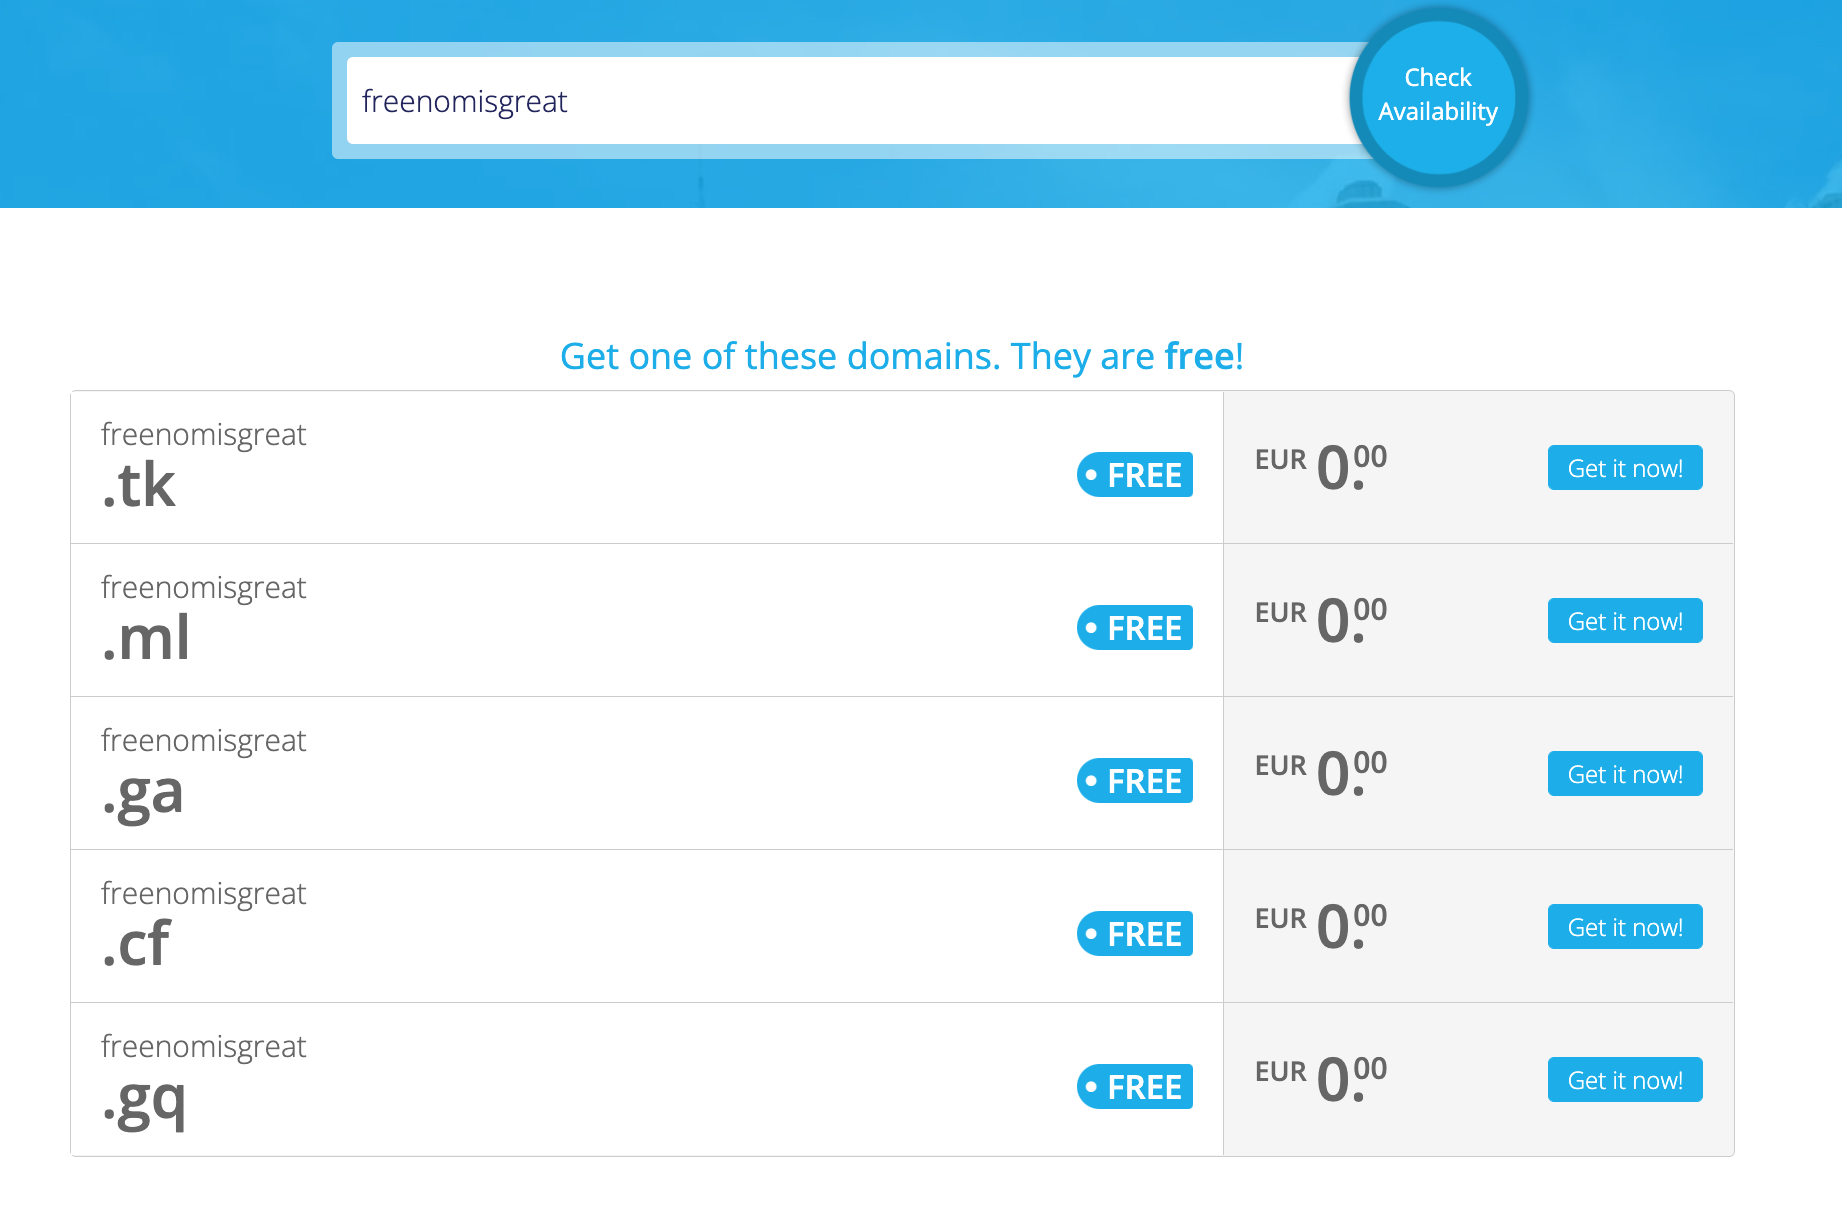 freenomisgreat
Check
Availability
Get one of these domains. They are free!
freenomisgreat
.tk
FREE
EUR 0.00
Get it now!
freenomisgreat
.ml
FREE
EUR 0.00
Get it now!
freenomisgreat
.ga
FREE
EUR 0.00
Get it now!
freenomisgreat
.cf
FREE
EUR 0.00
Get it now!
freenomisgreat
.gq
FREE
EUR 0.00
Get it now!